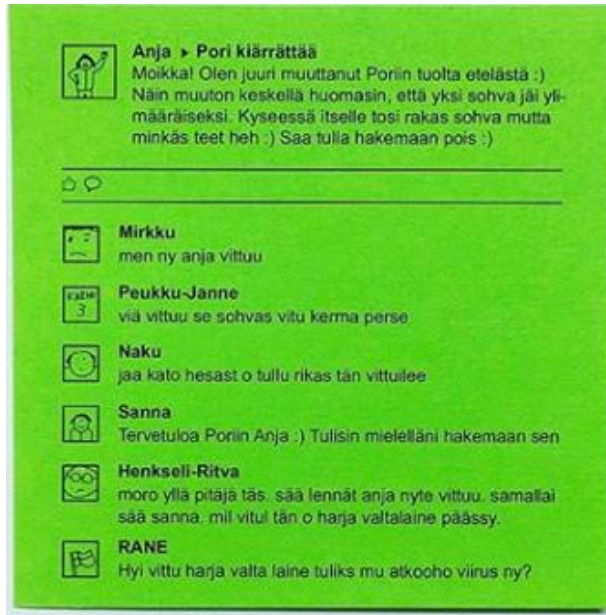 Anja ▸ Pori kiärrättää
Moikka! Olen juuri muuttanut Poriin tuolta etelästä :)
Näin muuton keskellä huomasin, että yksi sohva jäi yli-
määräiseksi. Kyseessä itselle tosi rakas sohva mutta
minkäs teet heh :) Saa tulla hakemaan pois :)
Mirkku
men ny anja vittuu
RADIO
3
Peukku-Janne
viä vittuu se sohvas vitu kerma perse
Naku
jaa kato hesast o tullu rikas tän vittuilee
Sanna
Tervetuloa Poriin Anja :) Tulisin mielelläni hakemaan sen
Henkseli-Ritva
moro yllä pitäjä täs. sää lennät anja nyte vittuu. samallai
sää sanna. mil vitul tän o harja valtalaine päässy.
RANE
Hyi vittu harja valta laine tuliks mu atkooho viirus ny?